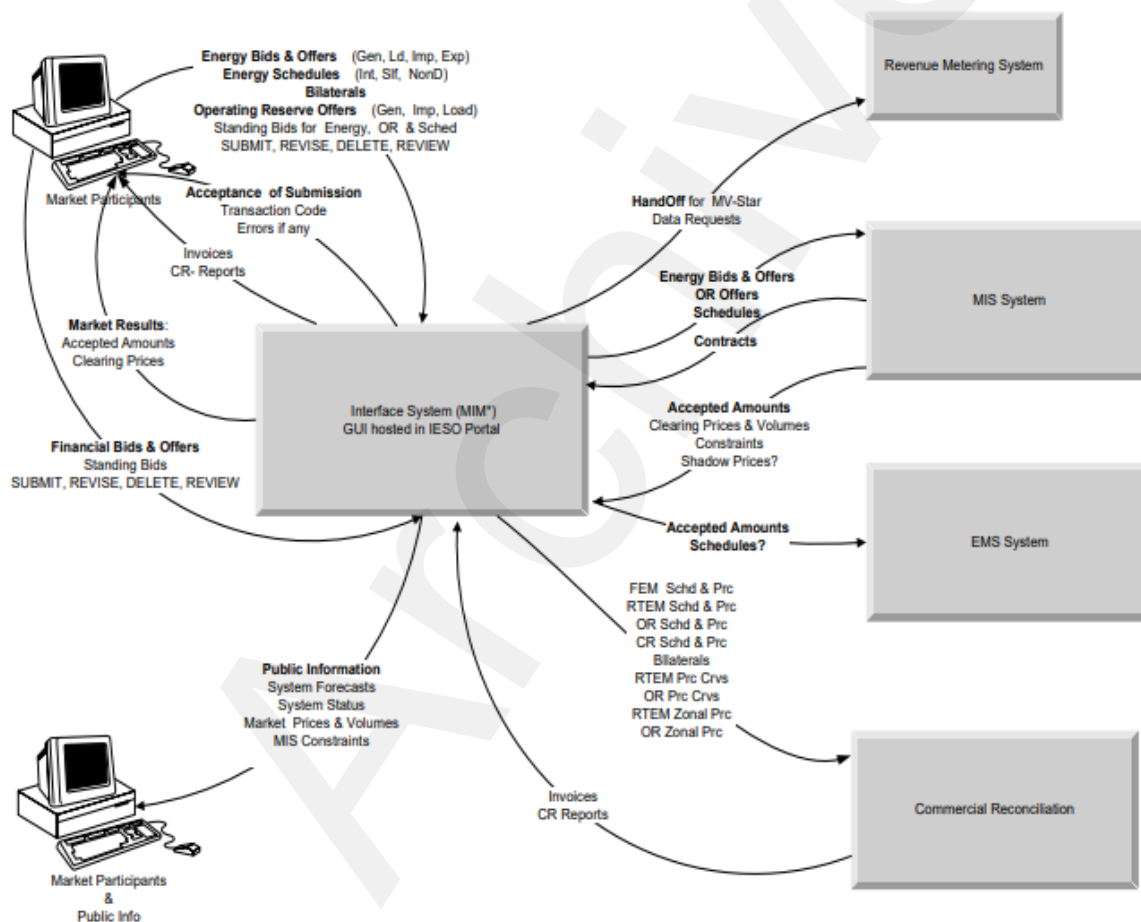 Energy Bids & Offers (Gen, Ld, Imp, Exp)
Energy Schedules (Int, Slf, NonD)
Bilaterals
Operating Reserve Offers (Gen, Imp, Load)
Standing Bids for Energy, OR & Sched
SUBMIT, REVISE, DELETE, REVIEW
Market Participants
Acceptance of Submission
Transaction Code
Errors if any
Invoices
CR- Reports
Market Results:
Accepted Amounts
Clearing Prices
Financial Bids & Offers
Standing Bids
SUBMIT, REVISE, DELETE, REVIEW
Interface System (MIM*)
GUI hosted in IESO Portal
Revenue Metering System
HandOff for MV-Star
Data Requests
Energy Bids & Offers
OR Offers
Schedules
Contracts
MIS System
Accepted Amounts
Clearing Prices & Volumes
Constraints
Shadow Prices?
Accepted Amounts
Schedules?
EMS System
FEM Schd & Prc
RTEM Schd & Prc
OR Schd & Prc
CR Schd & Prc
Bilaterals
RTEM Prc Crvs
OR Prc Crvs
RTEM Zonal Prc
OR Zonal Prc
Public Information
System Forecasts
System Status
Market Prices & Volumes
MIS Constraints
Invoices
CR Reports
Commercial Reconciliation
Market Participants
&
Public Info
Archive